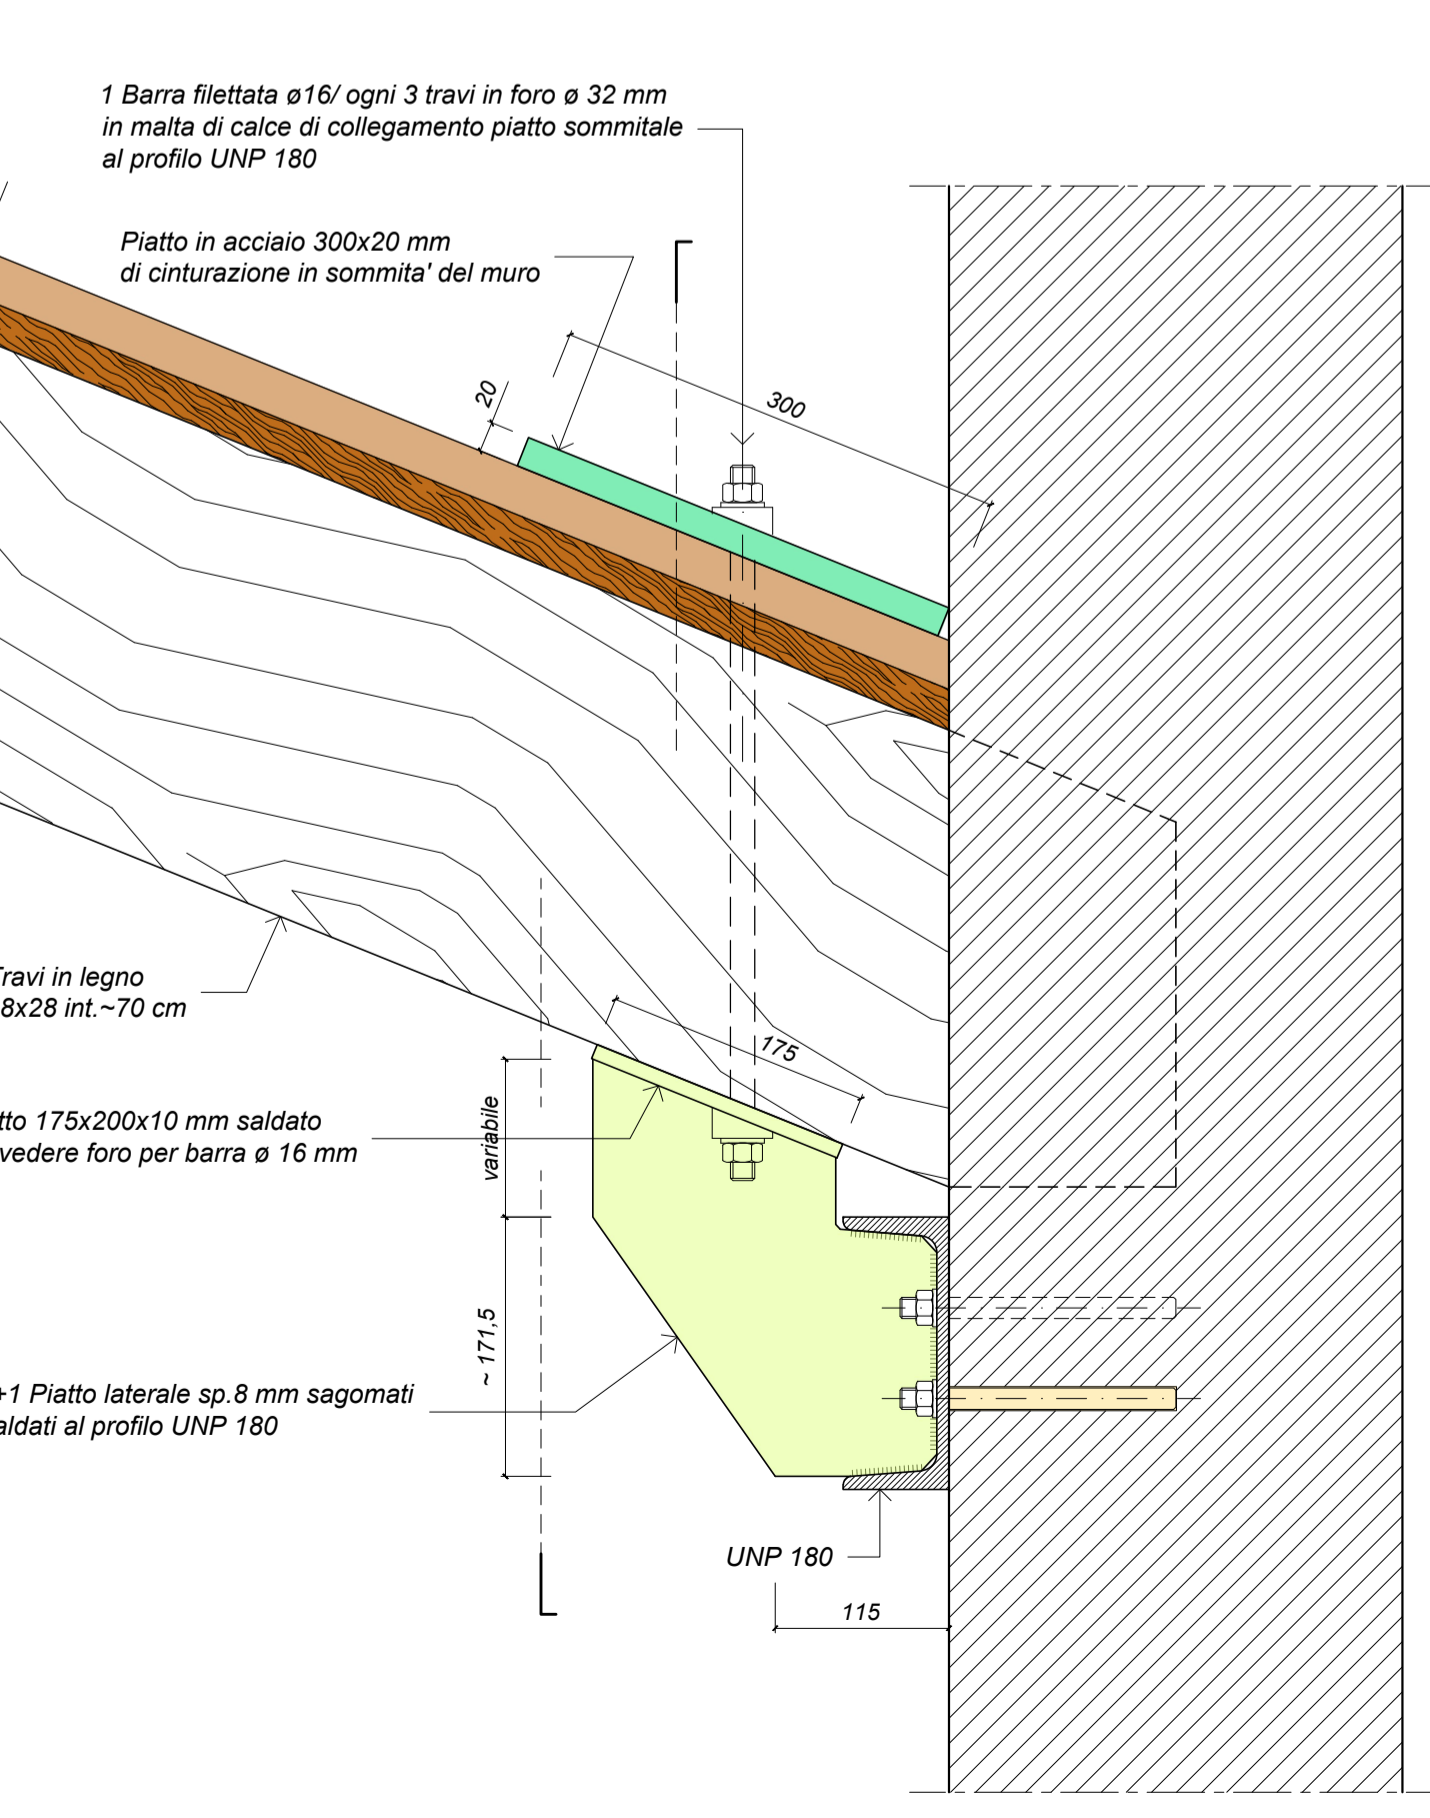 1 Barra filettata ø16/ ogni 3 travi in foro ø 32 mm
in malta di calce di collegamento piatto sommitale
al profilo UNP 180
Piatto in acciaio 300x20 mm
di cinturazione in sommita' del muro
20
300
Travi in legno
8x28 int.~70 cm
175
tto 175x200x10 mm saldato
vedere foro per barra ø 16 mm
variabile
~ 171,5
+1 Piatto laterale sp.8 mm sagomati
aldati al profilo UNP 180
UNP 180
115